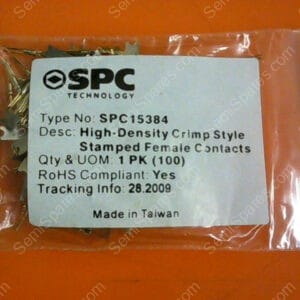 SPC
TECHNOLOGY
Type No: SPC15384
Desc: High-Density Crimp Style
Stamped Female Contacts
Qty & UOM: 1 PK (100)
RoHS Compliant: Yes
Tracking Info: 28.2009
Made in Taiwan